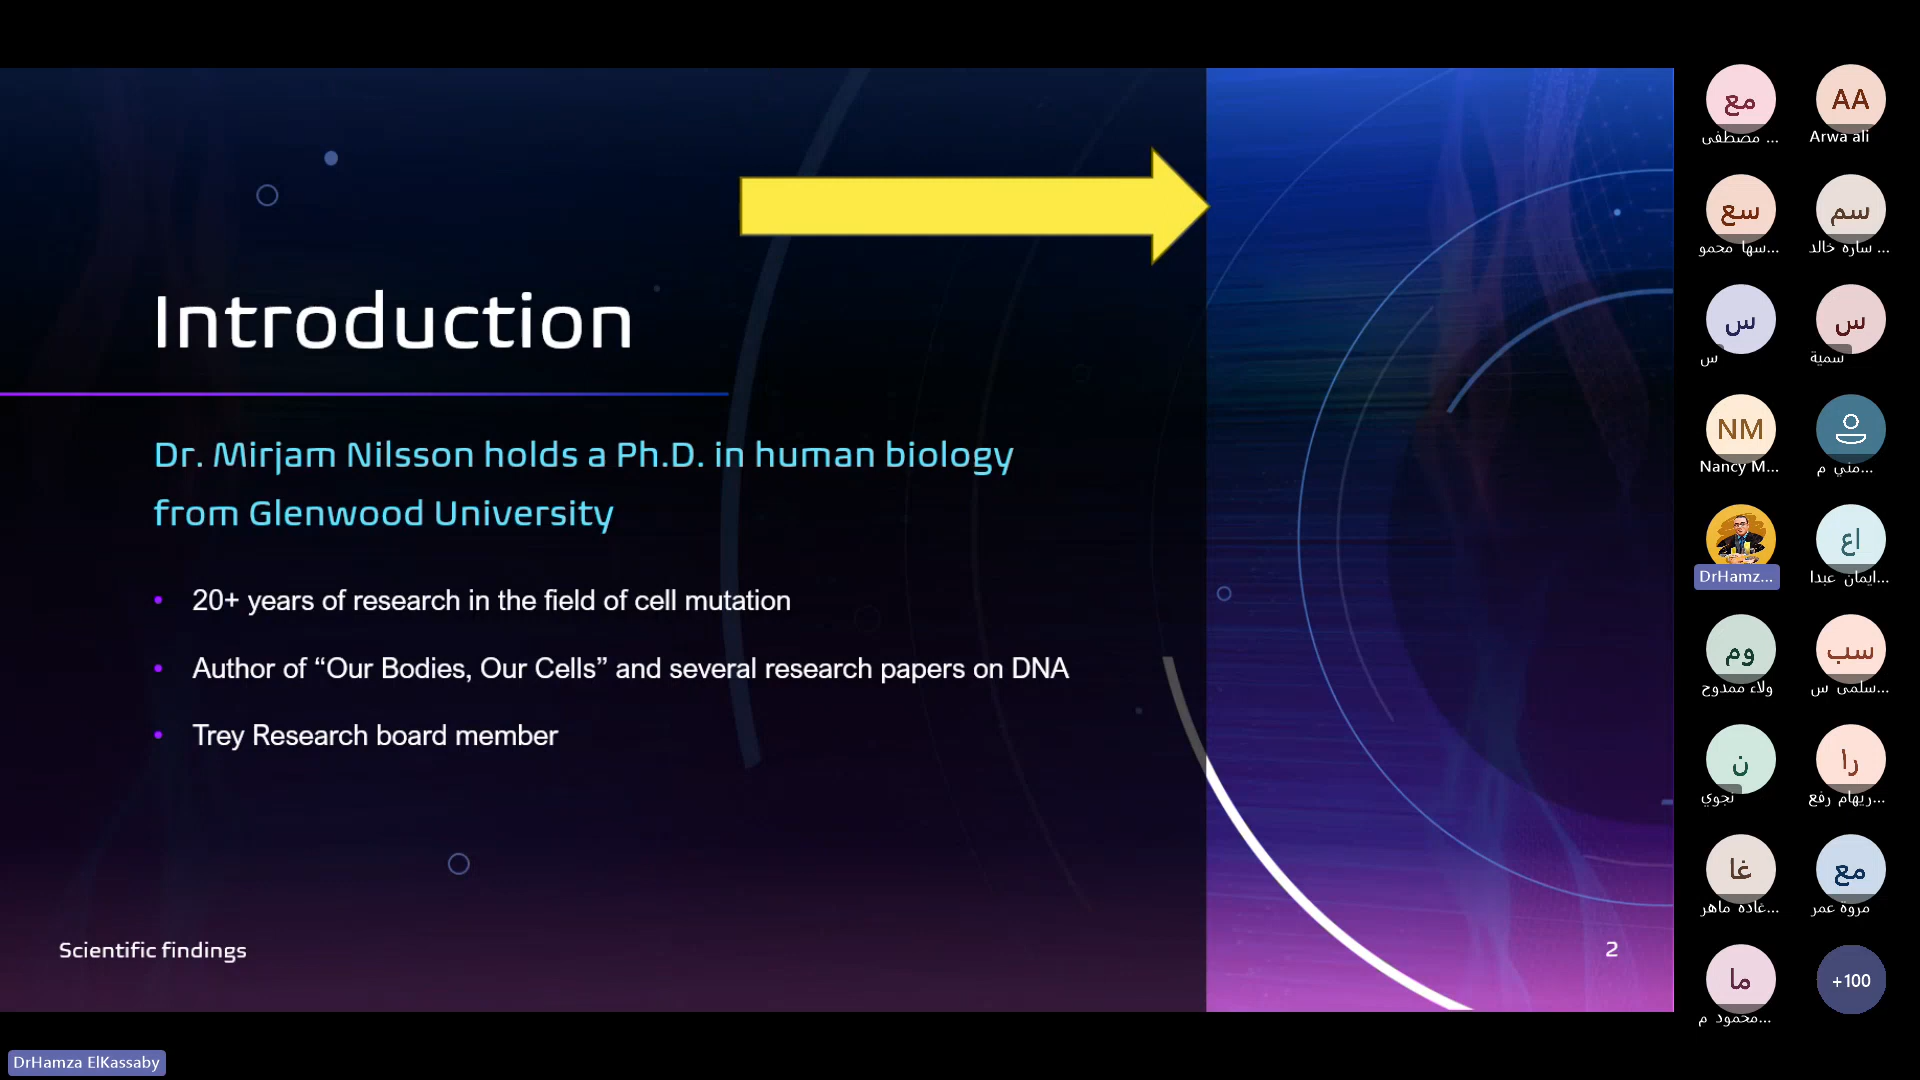 Introduction
Dr. Mirjam Nilsson holds a Ph.D. in human biology
from Glenwood University
• 20+ years of research in the field of cell mutation
• Author of “Our Bodies, Our Cells” and several research papers on DNA
• Trey Research board member
Scientific findings
2
مع
مصطفى ...
AA
Arwa ali
سع
سها محمو...
سم
ساره خالد ...
س
س
س
سمية
NM
Nancy M...
مني م...
DrHamz...
اع
ايمان عبدا...
وم
ولاء ممدوح
سب
سلمى س...
ن
نجوي
را
ريهام رفع...
غا
غاده ماهر...
مع
مروة عمر
ما
محمود م...
+100
DrHamza ElKassaby